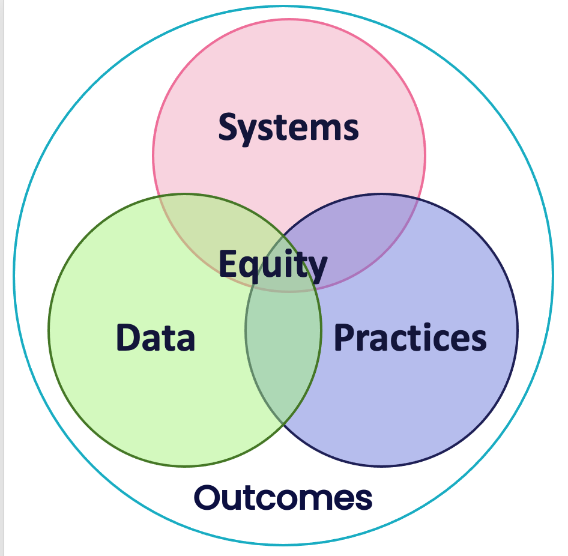 Systems
Equity
Data
Practices
Outcomes